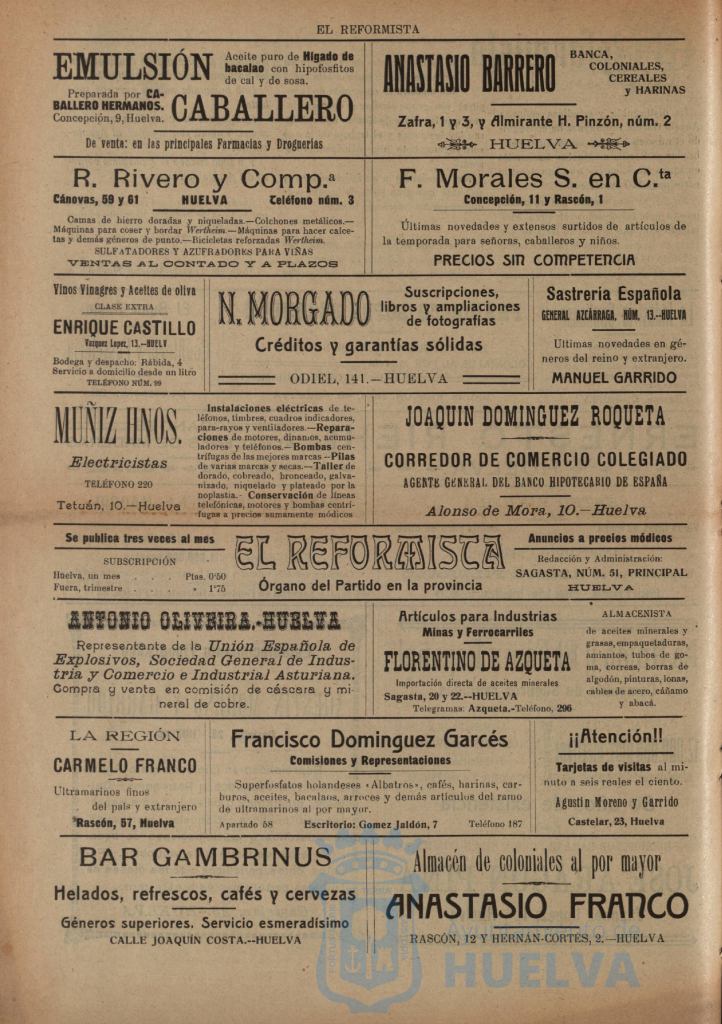 EL REFORMISTA
EMULSIÓN
Aceite puro de Hígado de
bacalao con hipofosfitos
de cal y de sosa.
Preparada por CA-
BALLERO HERMANOS.
Concepción, 9, Huelva.
CABALLERO
De venta: en las principales Farmacias y Droguerías
ANASTASIO BARRERO
BANCA,
COLONIALES,
CEREALES
Y HARINAS
Zafra, 1 y 3, y Almirante H. Pinzón, núm. 2
HUELVA
R. Rivero y Comp.ª
Cánovas, 59 y 61 HUELVA Teléfono núm. 3
Camas de hierro doradas y niqueladas.—Colchones metálicos.—
Máquinas para coser y bordar Wertheim.—Máquinas para hacer calce-
tas y demás géneros de punto.—Bicicletas reforzadas Wertheim.
SULFATADORES Y AZUFRADORES PARA VIÑAS
VENTAS AL CONTADO Y A PLAZOS
F. Morales S. en C.ta
Concepción, 11 y Rascón, 1
Últimas novedades y extensos surtidos de artículos de
la temporada para señoras, caballeros y niños.
PRECIOS SIN COMPETENCIA
Vinos Vinagres y Aceites de oliva
CLASE EXTRA
ENRIQUE CASTILLO
Vazquez Lopez, 13.—HUELV
Bodega y despacho: Rábida, 4
Servicio a domicilio desde un litro
TELÉFONO NÚM. 99
N. MORGADO
Suscripciones,
libros y ampliaciones
de fotografías
Créditos y garantías sólidas
ODIEL, 141.—HUELVA
Sastrería Española
GENERAL AZCÁRRAGA, NÚM. 13.—HUELVA
Ultimas novedades en gé-
neros del reino y extranjero.
MANUEL GARRIDO
MUÑIZ HNOS.
Electricistas
TELÉFONO 220
Tetuán, 10.—Huelva
Instalaciones eléctricas de te-
léfonos, timbres, cuadros indicadores,
para-rayos y ventiladores.—Repara-
ciones de motores, dinamos, acumu-
ladores y teléfonos.—Bombas cen-
trífugas de las mejores marcas.—Pilas
de varias marcas y secas.—Taller de
dorado, cobreado, bronceado, galva-
nizado, niquelado y plateado por la
noplastia.- Conservación de líneas
telefónicas, motores y bombas centrí-
fugas a precios sumamente módicos
JOAQUIN DOMINGUEZ ROQUETA
CORREDOR DE COMERCIO COLEGIADO
AGENTE GENERAL DEL BANCO HIPOTECARIO DE ESPAÑA
Alonso de Mora, 10.—Huelva
Se publica tres veces al mes
SUBSCRIPCIÓN
Huelva, un mes . . . Ptas. 0'50
Fuera, trimestre . . . » 1'75
EL REFORMISTA
Órgano del Partido en la provincia
Anuncios a precios módicos
Redacción y Administración:
SAGASTA, NÚM. 51, PRINCIPAL
HUELVA
ANTONIO OLIVEIRA.-HUELVA
Representante de la Unión Española de
Explosivos, Sociedad General de Indus-
tria y Comercio e Industrial Asturiana.
Compra y venta en comisión de cáscara y mi-
neral de cobre.
Artículos para Industrias
Minas y Ferrocarriles
FLORENTINO DE AZQUETA
Importación directa de aceites minerales
Sagasta, 20 y 22.--HUELVA
Telegramas: Azqueta.-Teléfono, 296
ALMACENISTA
de aceites minerales y
grasas, empaquetaduras,
amiantos, tubos de go-
ma, correas, borras de
algodón, pinturas, lonas,
cables de acero, cáñamo
y abacá.
LA REGIÓN
CARMELO FRANCO
Ultramarinos finos
del país y extranjero
Rascón, 57, Huelva
Francisco Dominguez Garcés
Comisiones y Representaciones
Superfosfatos holandeses «Albatros», cafés, harinas, car-
buros, aceites, bacalaos, arroces y demás artículos del ramo
de ultramarinos al por mayor.
Apartado 58 Escritorio: Gomez Jaldón, 7 Teléfono 187
¡¡Atención!!
Tarjetas de visitas al mi-
nuto a seis reales el ciento.
Agustin Moreno y Garrido
Castelar, 23, Huelva
BAR GAMBRINUS
Helados, refrescos, cafés y cervezas
Géneros superiores. Servicio esmeradísimo
CALLE JOAQUÍN COSTA.--HUELVA
Almacén de coloniales al por mayor
ANASTASIO FRANCO
RASCÓN, 12 Y HERNÁN-CORTÉS, 2.—HUELVA
HUELVA